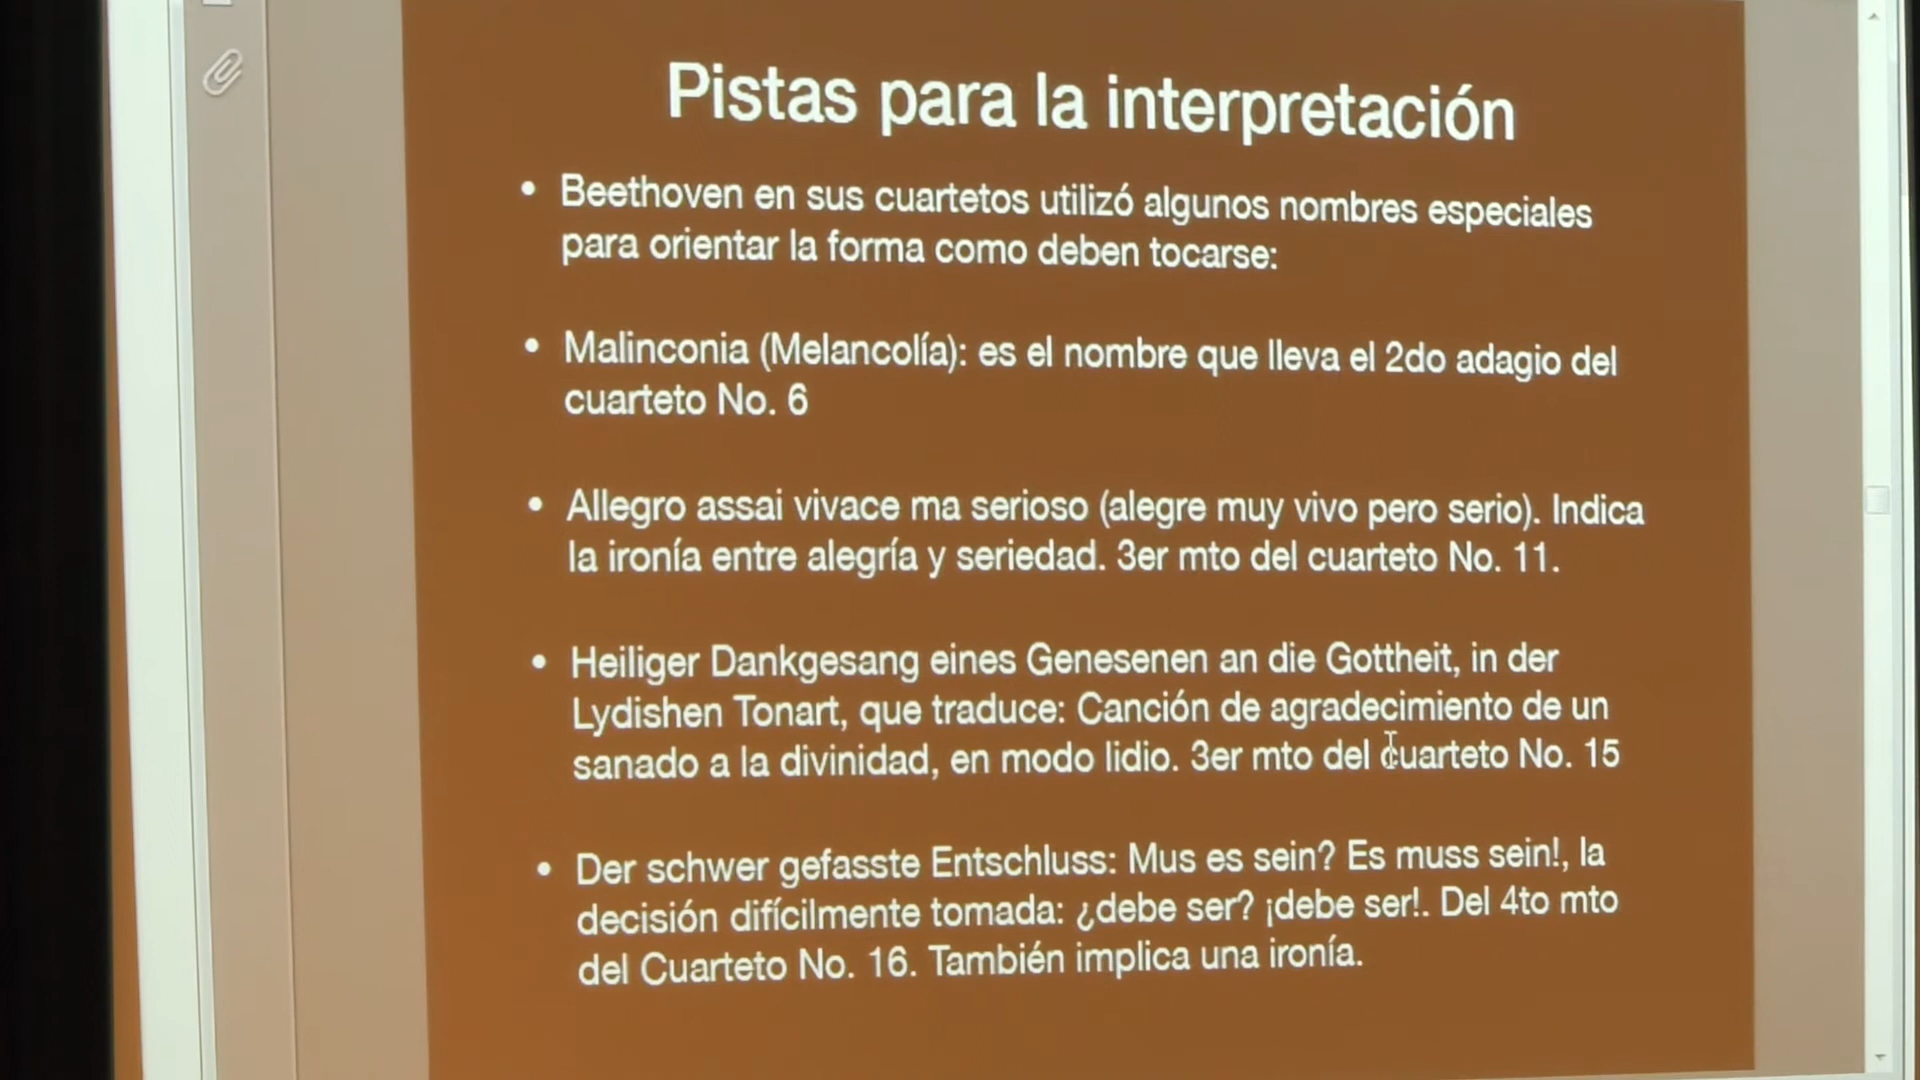 Pistas para la interpretación
• Beethoven en sus cuartetos utilizó algunos nombres especiales
para orientar la forma como deben tocarse:
• Malinconia (Melancolía): es el nombre que lleva el 2do adagio del
cuarteto No. 6
• Allegro assai vivace ma serioso (alegre muy vivo pero serio). Indica
la ironía entre alegría y seriedad. 3er mto del cuarteto No. 11.
• Heiliger Dankgesang eines Genesenen an die Gottheit, in der
Lydishen Tonart, que traduce: Canción de agradecimiento de un
sanado a la divinidad, en modo lidio. 3er mto del cuarteto No. 15
• Der schwer gefasste Entschluss: Mus es sein? Es muss sein!, la
decisión difícilmente tomada: ¿debe ser? ¡debe ser!. Del 4to mto
del Cuarteto No. 16. También implica una ironía.